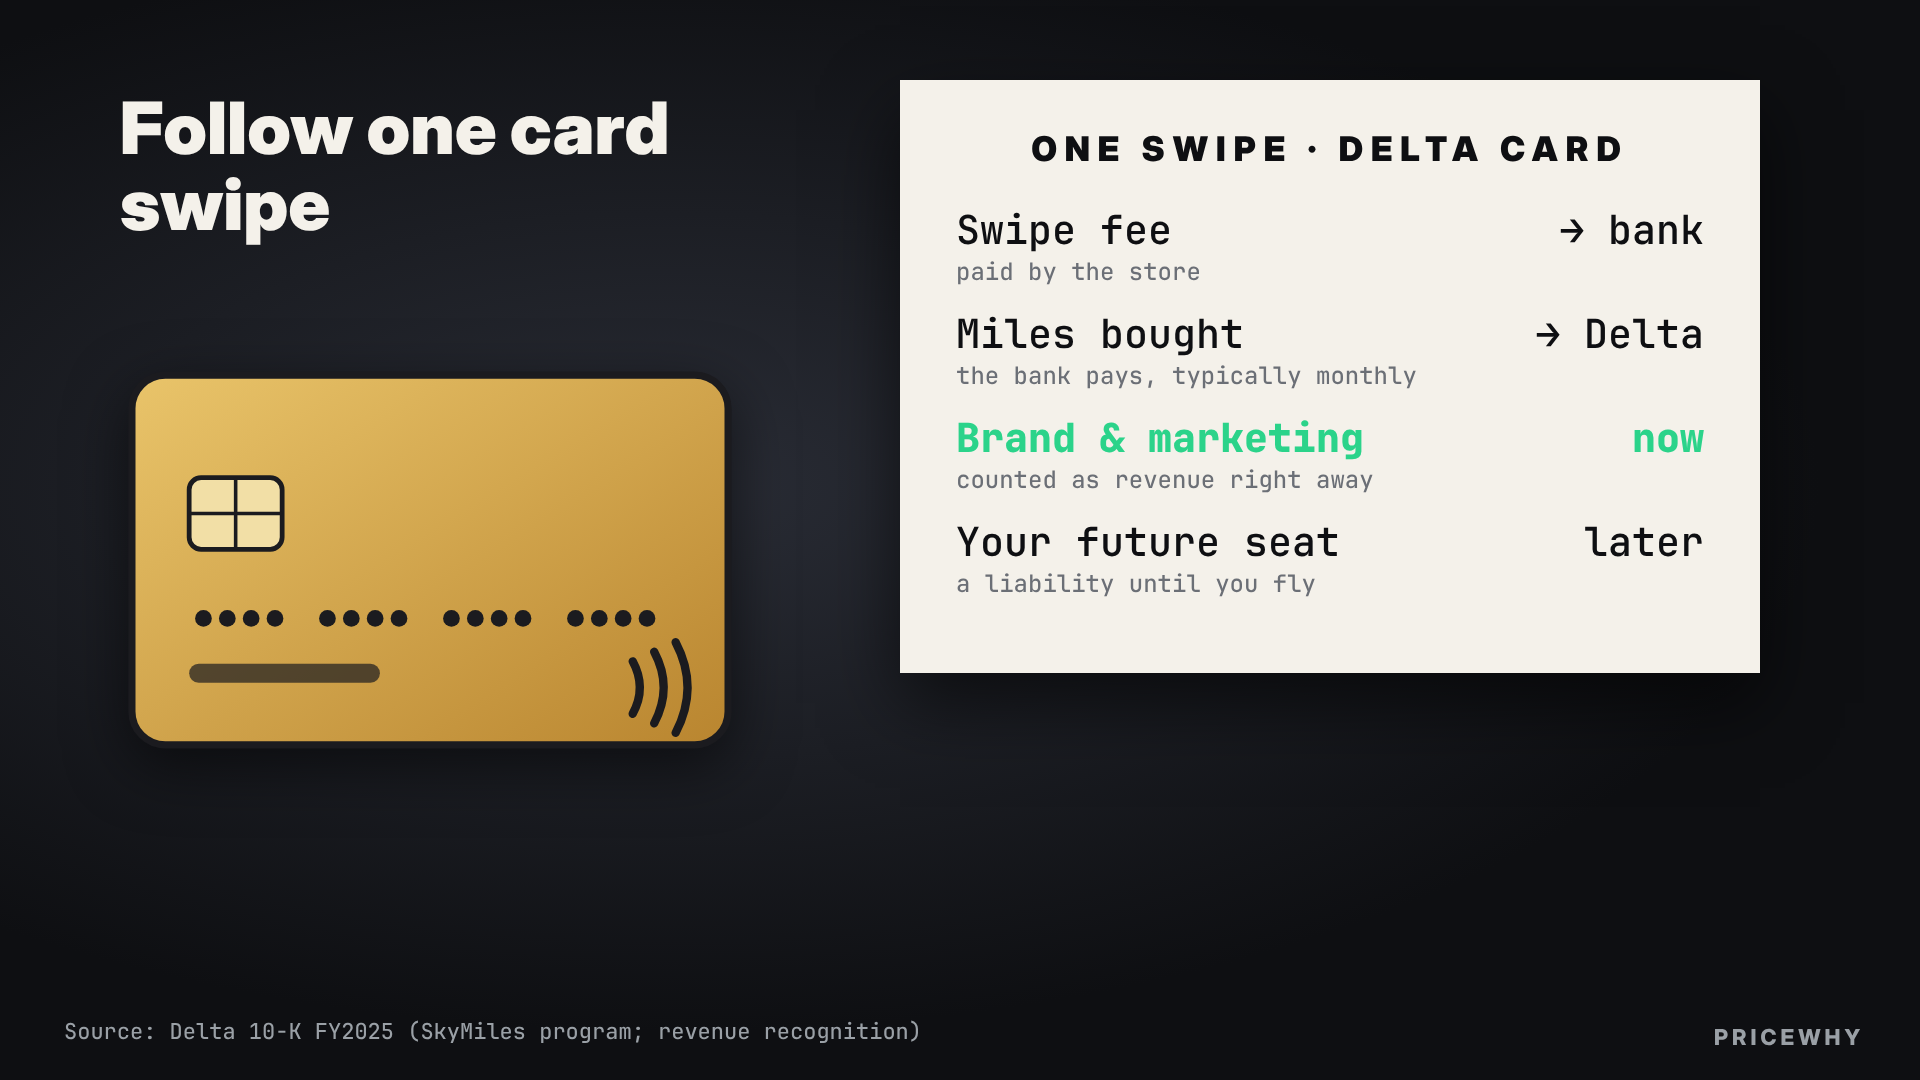 Follow one card
swipe
ONE SWIPE · DELTA CARD
Swipe fee → bank
paid by the store
Miles bought → Delta
the bank pays, typically monthly
Brand & marketing now
counted as revenue right away
Your future seat later
a liability until you fly
Source: Delta 10-K FY2025 (SkyMiles program; revenue recognition)
PRICEWHY